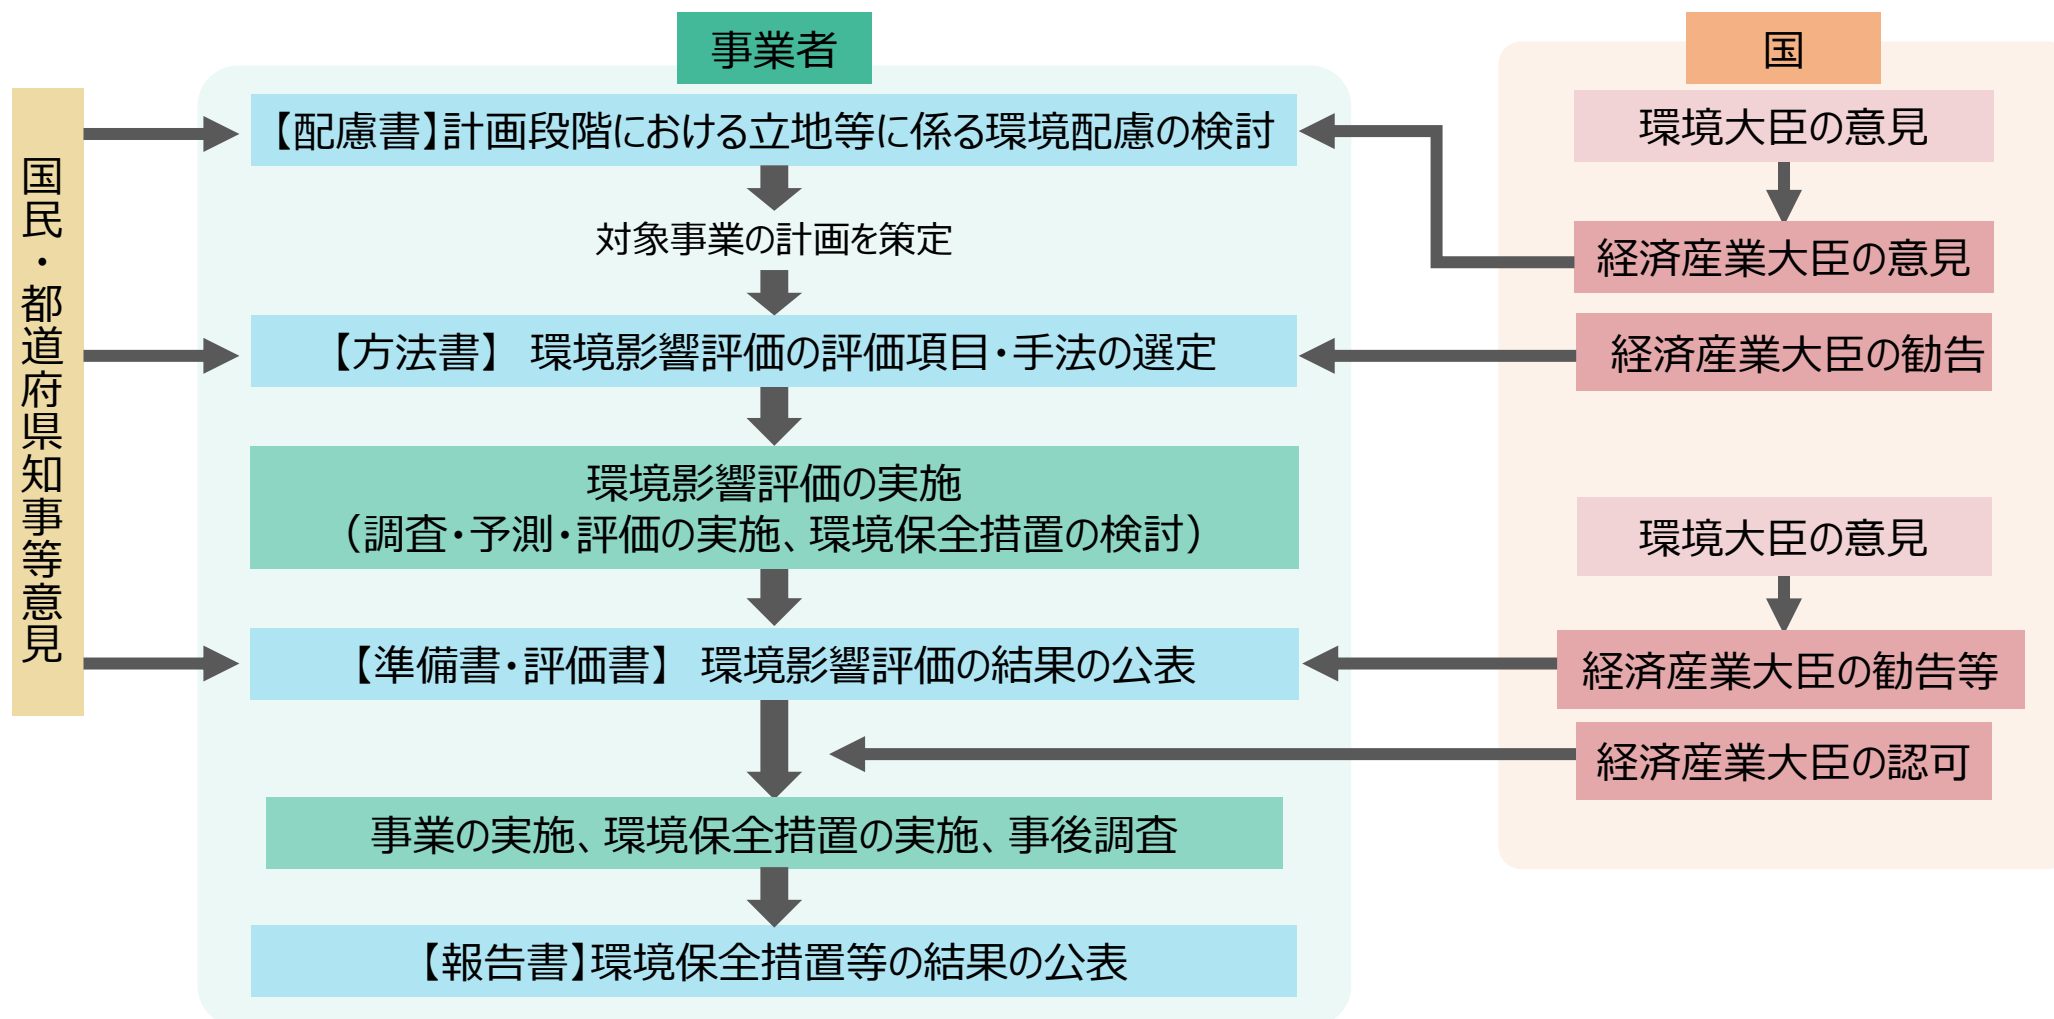 事業者
国
国民・都道府県知事等意見
【配慮書】計画段階における立地等に係る環境配慮の検討
対象事業の計画を策定
【方法書】 環境影響評価の評価項目・手法の選定
環境影響評価の実施
（調査・予測・評価の実施、環境保全措置の検討）
【準備書・評価書】 環境影響評価の結果の公表
事業の実施、環境保全措置の実施、事後調査
【報告書】環境保全措置等の結果の公表
環境大臣の意見
経済産業大臣の意見
経済産業大臣の勧告
環境大臣の意見
経済産業大臣の勧告等
経済産業大臣の認可